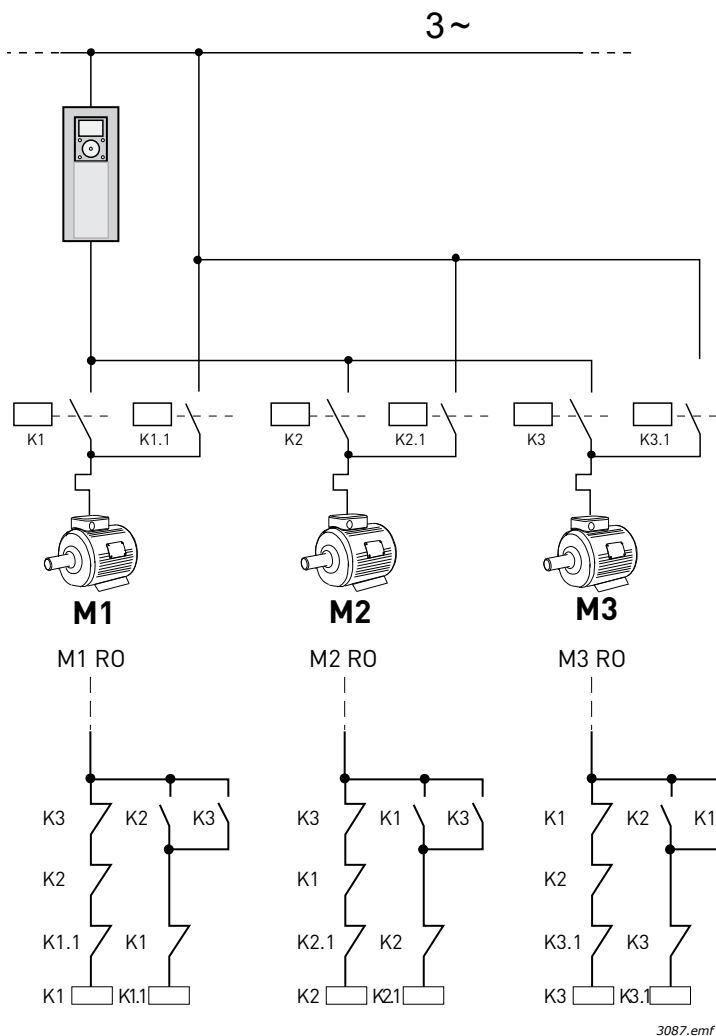 3~
K1 K1.1 K2 K2.1 K3 K3.1
M1 M2 M3
M1 RO M2 RO M3 RO
K3 K2 K3 K3 K1 K3 K1 K2 K1
K2 K1 K2
K1.1 K1 K2.1 K2 K3.1 K3
K1 K1.1 K2 K2.1 K3 K3.1
3087.emf